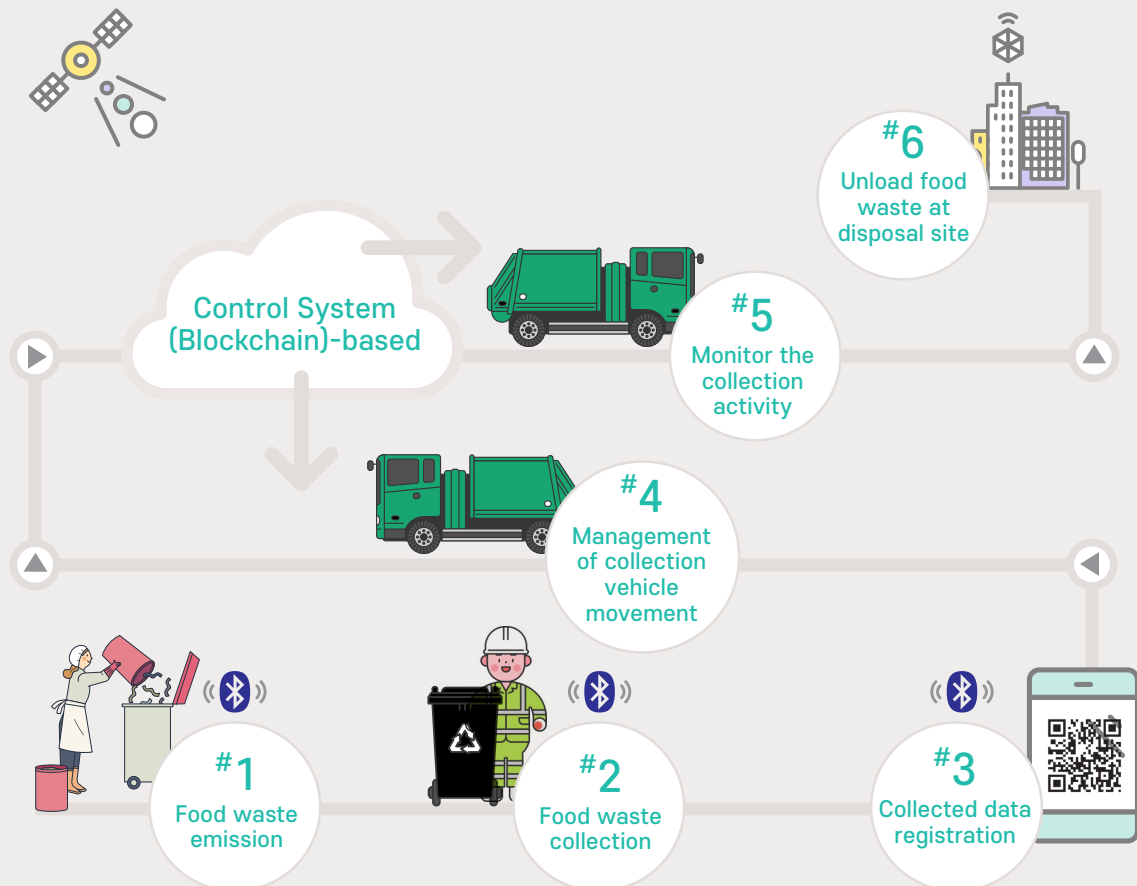 #6
Unload food
waste at
disposal site
Control System
(Blockchain)-based
#5
Monitor the
collection
activity
#4
Management
of collection
vehicle
movement
#1
Food waste
emission
#2
Food waste
collection
#3
Collected data
registration